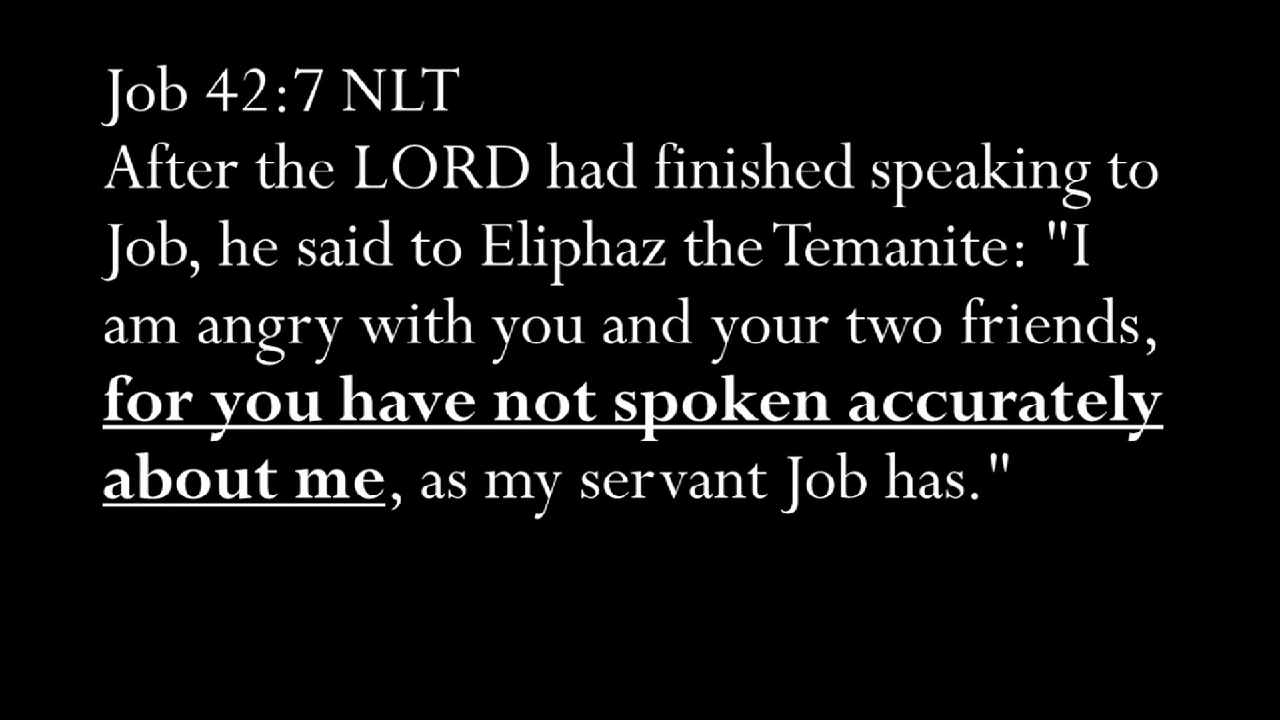 Job 42:7 NLT
After the LORD had finished speaking to
Job, he said to Eliphaz the Temanite: "I
am angry with you and your two friends,
for you have not spoken accurately
about me, as my servant Job has."